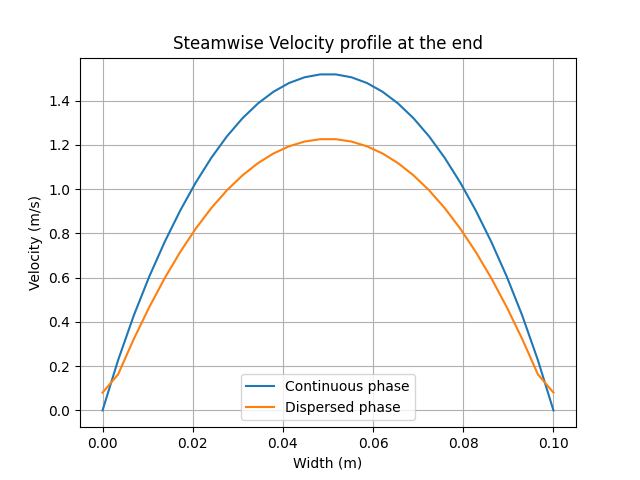 Steamwise Velocity profile at the end
Velocity (m/s)
1.4
1.2
1.0
0.8
0.6
0.4
0.2
0.0
Continuous phase
Dispersed phase
0.00 0.02 0.04 0.06 0.08 0.10
Width (m)